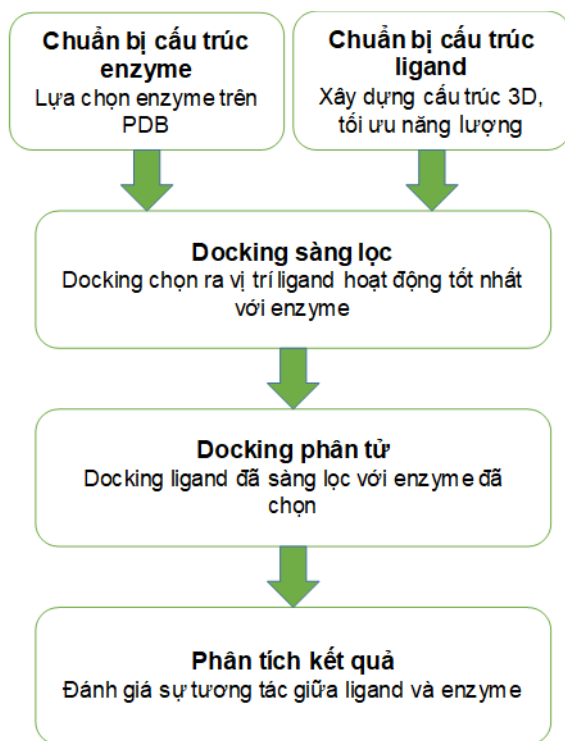 Chuẩn bị cấu trúc
enzyme
Lựa chọn enzyme trên
PDB
Chuẩn bị cấu trúc
ligand
Xây dựng cấu trúc 3D,
tối ưu năng lượng
Docking sàng lọc
Docking chọn ra vị trí ligand hoạt động tốt nhất
với enzyme
Docking phân tử
Docking ligand đã sàng lọc với enzyme đã
chọn
Phân tích kết quả
Đánh giá sự tương tác giữa ligand và enzyme